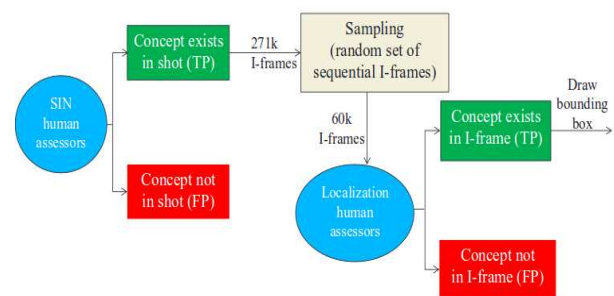 SIN
human
assessors
Concept exists
in shot (TP)
Concept not
in shot (FP)
271k
I-frames
Sampling
(random set of
sequential I-frames)
60k
I-frames
Localization
human
assessors
Concept exists
in I-frame (TP)
Concept not
in I-frame (FP)
Draw
bounding
box